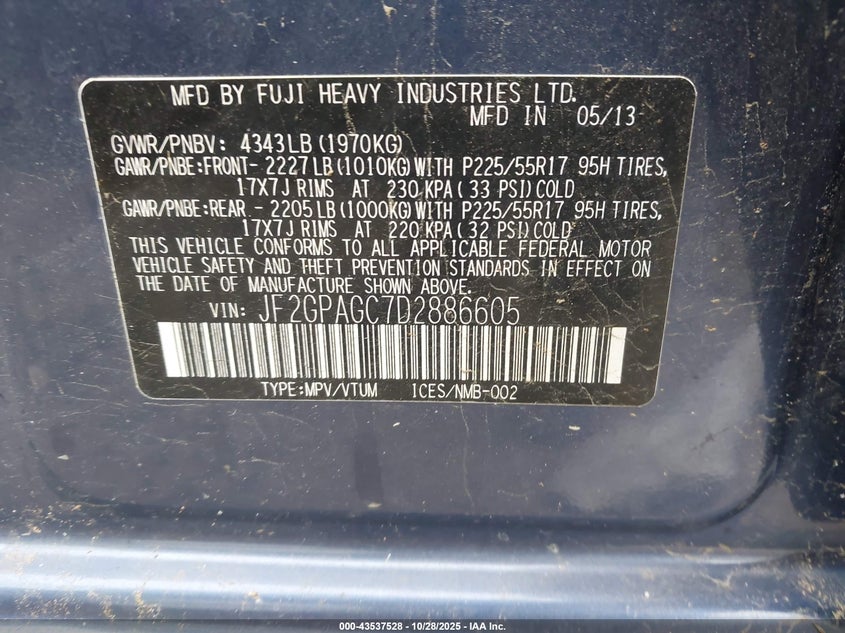 MFD BY FUJI HEAVY INDUSTRIES LTD.
MFD IN 05/13
GVWR/PNBV: 4343LB (1970KG)
GAWR/PNBE:FRONT- 2227LB(1010KG)WITH P225/55R17 95H TIRES,
17X7J RIMS AT 230 KPA( 33 PSI)COLD
GAWR/PNBE:REAR - 2205LB(1000KG)WITH P225/55R17 95H TIRES,
17X7J RIMS AT 220 KPA( 32 PSI)COLD
THIS VEHICLE CONFORMS TO ALL APPLICABLE FEDERAL MOTOR
VEHICLE SAFETY AND THEFT PREVENTION STANDARDS IN EFFECT ON
THE DATE OF MANUFACTURE SHOWN ABOVE.
VIN: JF2GPAGC7D2886605
TYPE:MPV/VTUM ICES/NMB-002
000-43537528 - 10/28/2025 - IAA Inc.